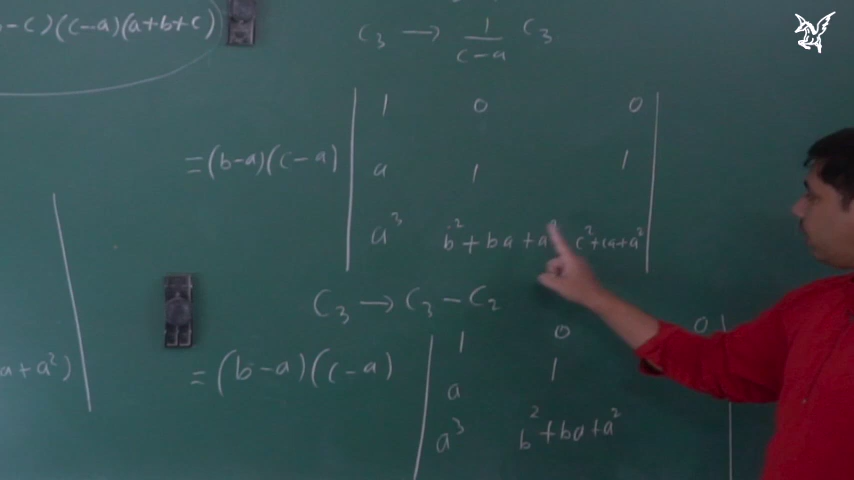 -c)(c-a)(a+b+c)
C₃ → 1/(c-a) C₃
1 0 0
=(b-a)(c-a) a 1 1
a³ b²+ba+a² c²+ca+a²
C₃ → C₃ - C₂
1 0 0
=(b-a)(c-a) a 1
a+a²)
a³ b²+ba+a²